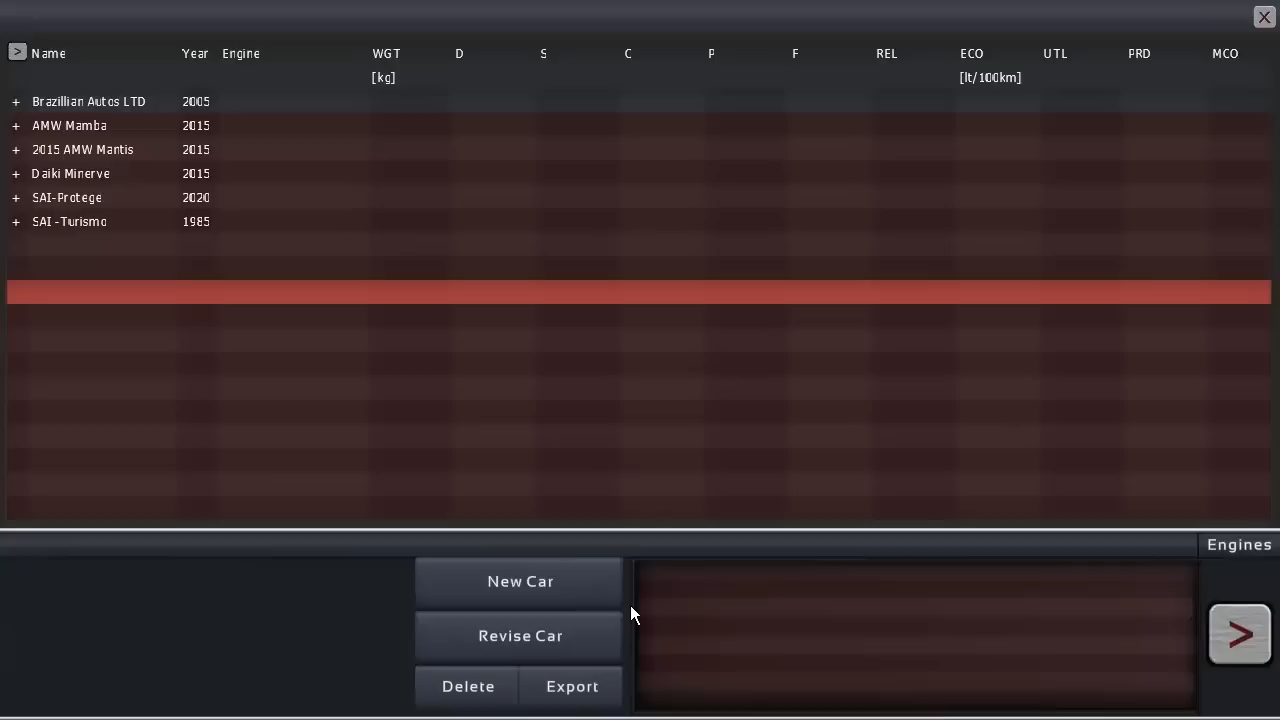 > Name Year Engine WGT D S C P F REL ECO UTL PRD MCO
[kg] [lt/100km]
+ Brazillian Autos LTD 2005
+ AMW Mamba 2015
+ 2015 AMW Mantis 2015
+ Daiki Minerve 2015
+ SAI-Protege 2020
+ SAI-Turismo 1985
Engines
New Car
Revise Car
Delete Export
>